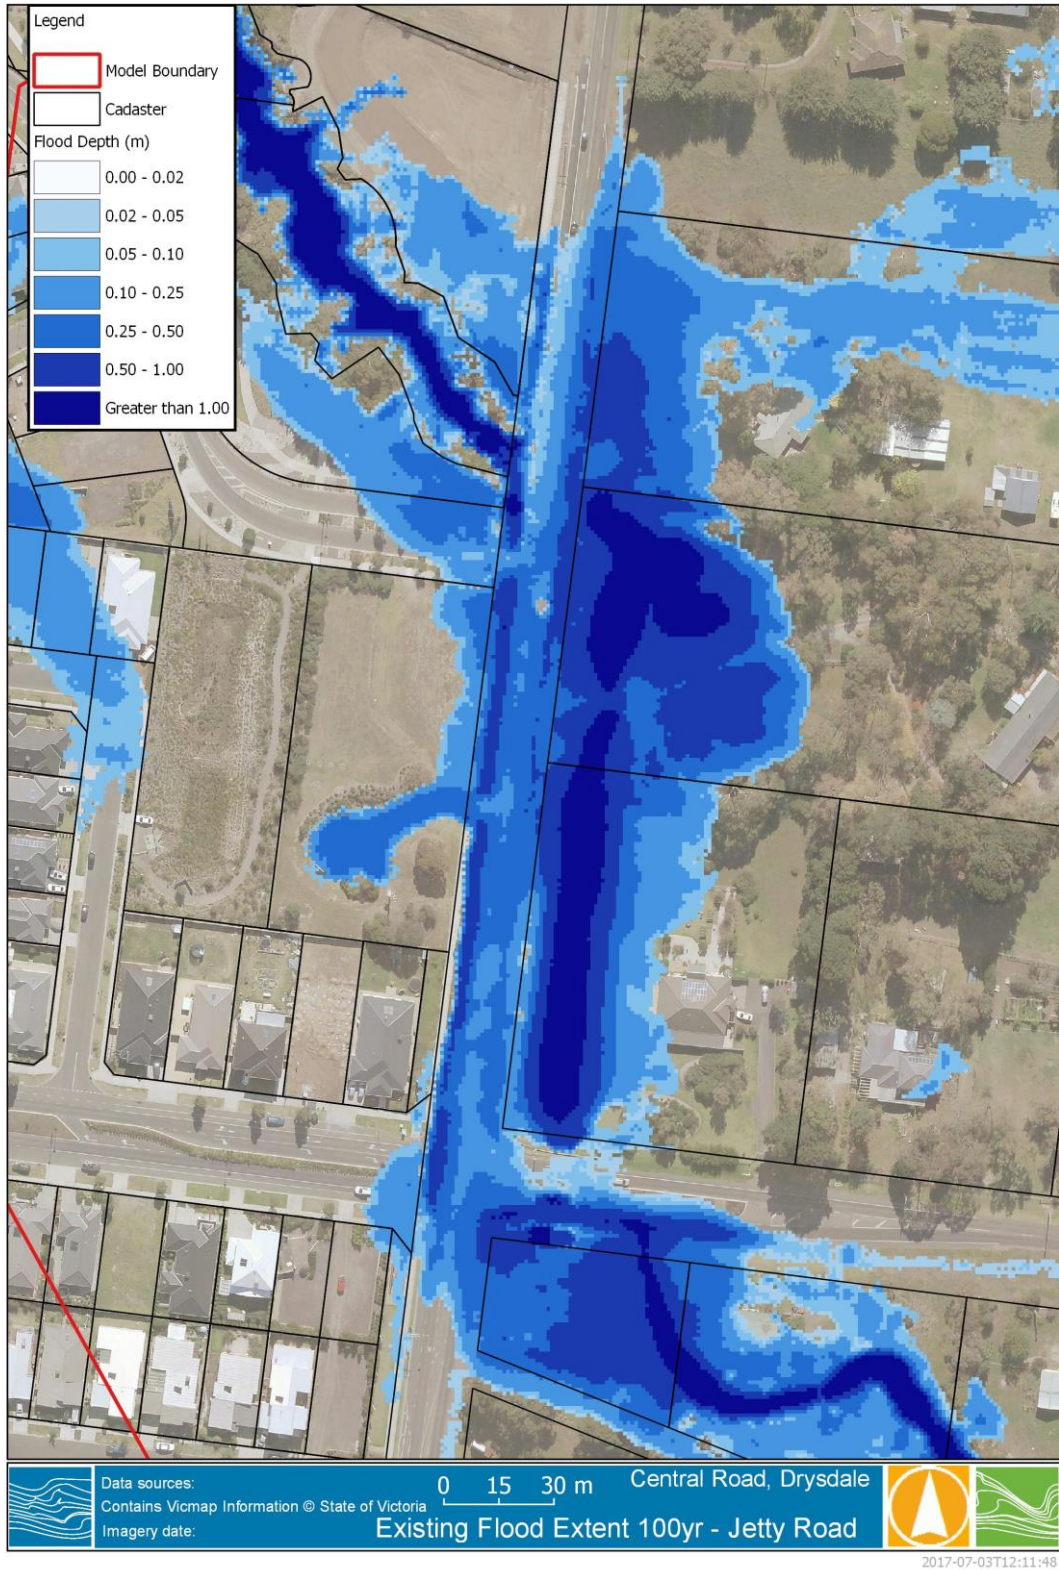 Legend
Model Boundary
Cadaster
Flood Depth (m)
0.00 - 0.02
0.02 - 0.05
0.05 - 0.10
0.10 - 0.25
0.25 - 0.50
0.50 - 1.00
Greater than 1.00
Data sources:
Contains Vicmap Information © State of Victoria
Imagery date:
0 15 30 m
Central Road, Drysdale
Existing Flood Extent 100yr - Jetty Road
2017-07-03T12:11:48